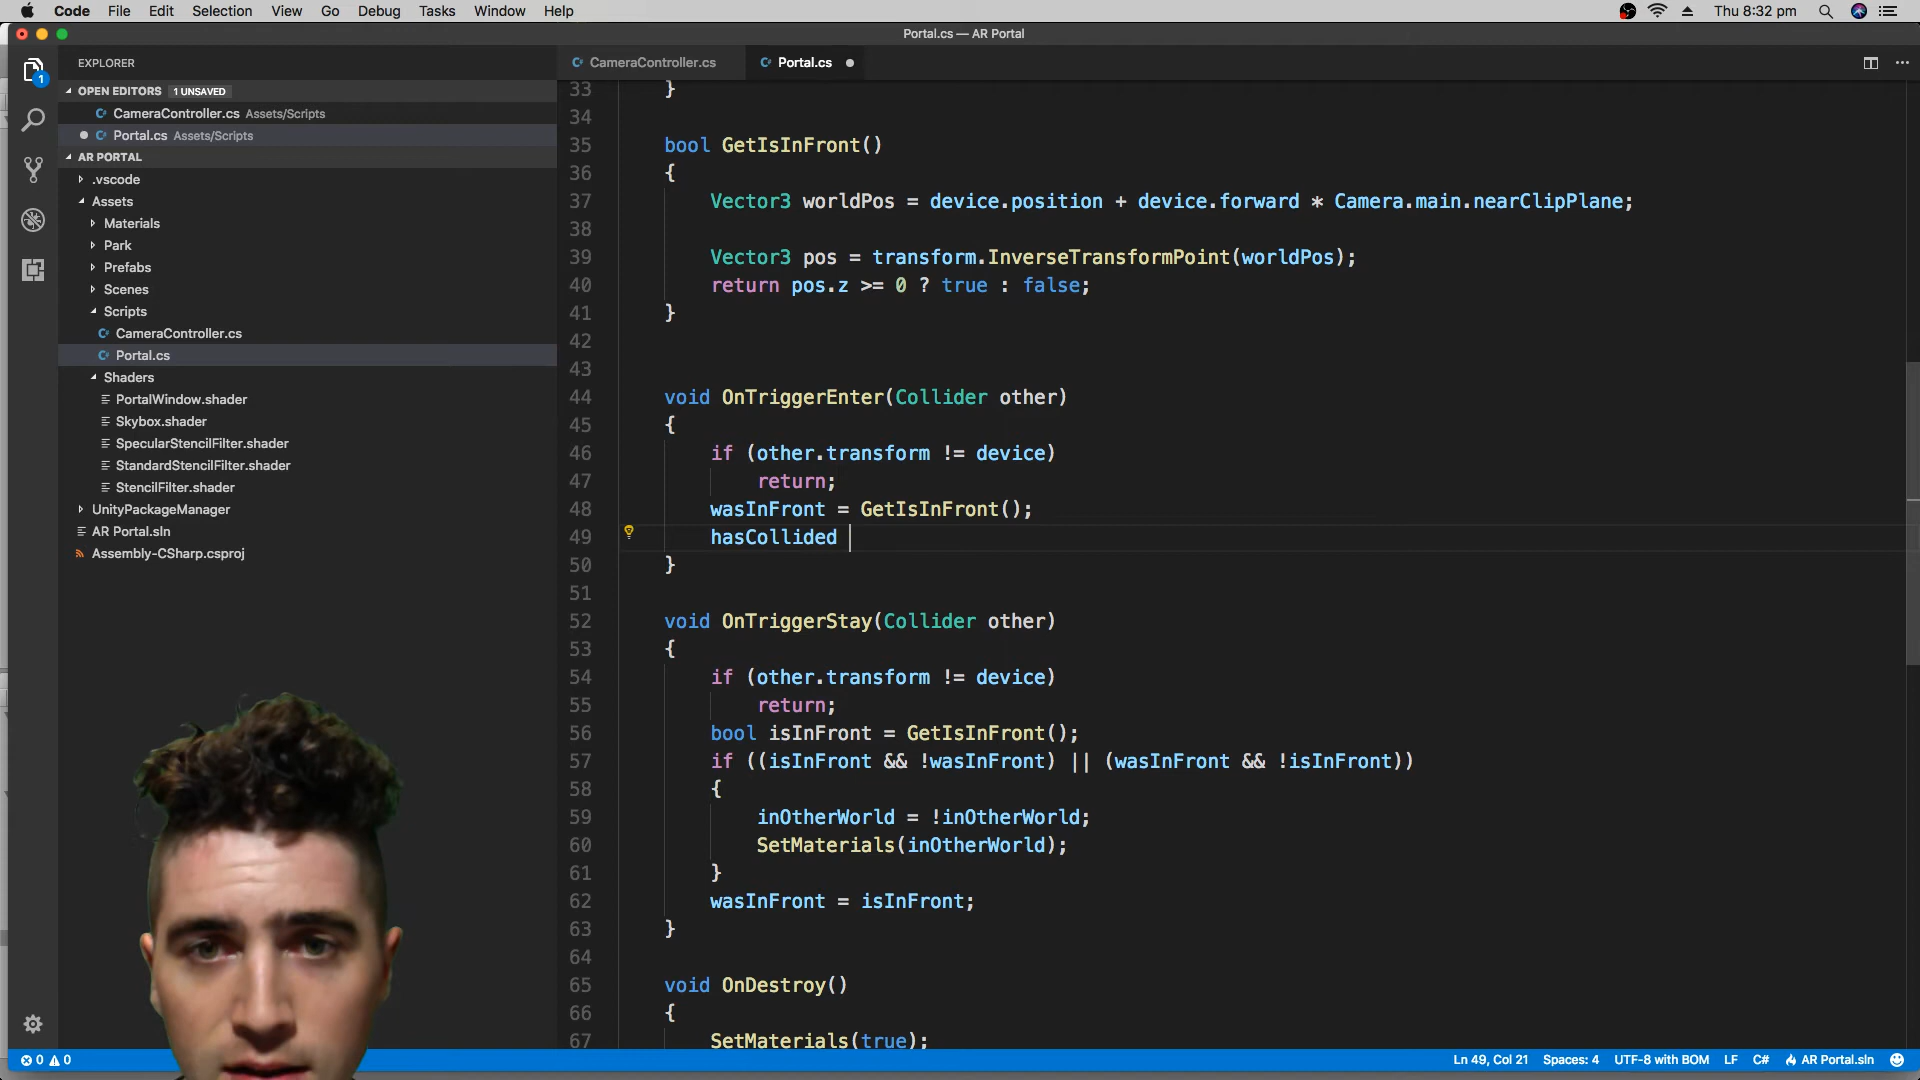 Code File Edit Selection View Go Debug Tasks Window Help Thu 8:32 pm
Portal.cs — AR Portal
EXPLORER
CameraController.cs Portal.cs
OPEN EDITORS 1 UNSAVED
CameraController.cs Assets/Scripts
Portal.cs Assets/Scripts
AR PORTAL
.vscode
Assets
Materials
Park
Prefabs
Scenes
Scripts
CameraController.cs
Portal.cs
Shaders
PortalWindow.shader
Skybox.shader
SpecularStencilFilter.shader
StandardStencilFilter.shader
StencilFilter.shader
UnityPackageManager
AR Portal.sln
Assembly-CSharp.csproj
1
33 }
34
35 bool GetIsInFront()
36 {
37 Vector3 worldPos = device.position + device.forward * Camera.main.nearClipPlane;
38
39 Vector3 pos = transform.InverseTransformPoint(worldPos);
40 return pos.z >= 0 ? true : false;
41 }
42
43
44 void OnTriggerEnter(Collider other)
45 {
46 if (other.transform != device)
47 return;
48 wasInFront = GetIsInFront();
49 hasCollided
50 }
51
52 void OnTriggerStay(Collider other)
53 {
54 if (other.transform != device)
55 return;
56 bool isInFront = GetIsInFront();
57 if ((isInFront && !wasInFront) || (wasInFront && !isInFront))
58 {
59 inOtherWorld = !inOtherWorld;
60 SetMaterials(inOtherWorld);
61 }
62 wasInFront = isInFront;
63 }
64
65 void OnDestroy()
66 {
67 SetMaterials(true);
0 0 Ln 49, Col 21 Spaces: 4 UTF-8 with BOM LF C# AR Portal.sln